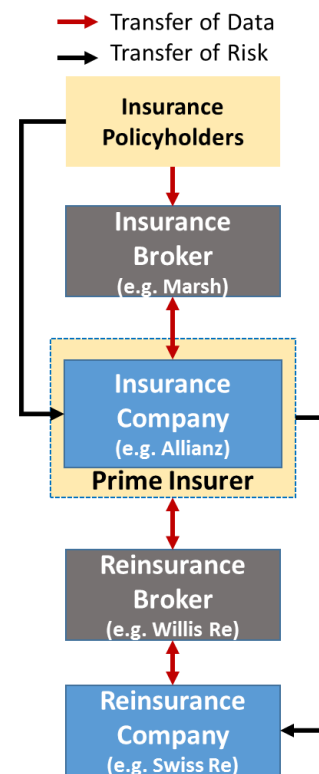 Transfer of Data
Transfer of Risk
Insurance
Policyholders
Insurance
Broker
(e.g. Marsh)
Insurance
Company
(e.g. Allianz)
Prime Insurer
Reinsurance
Broker
(e.g. Willis Re)
Reinsurance
Company
(e.g. Swiss Re)